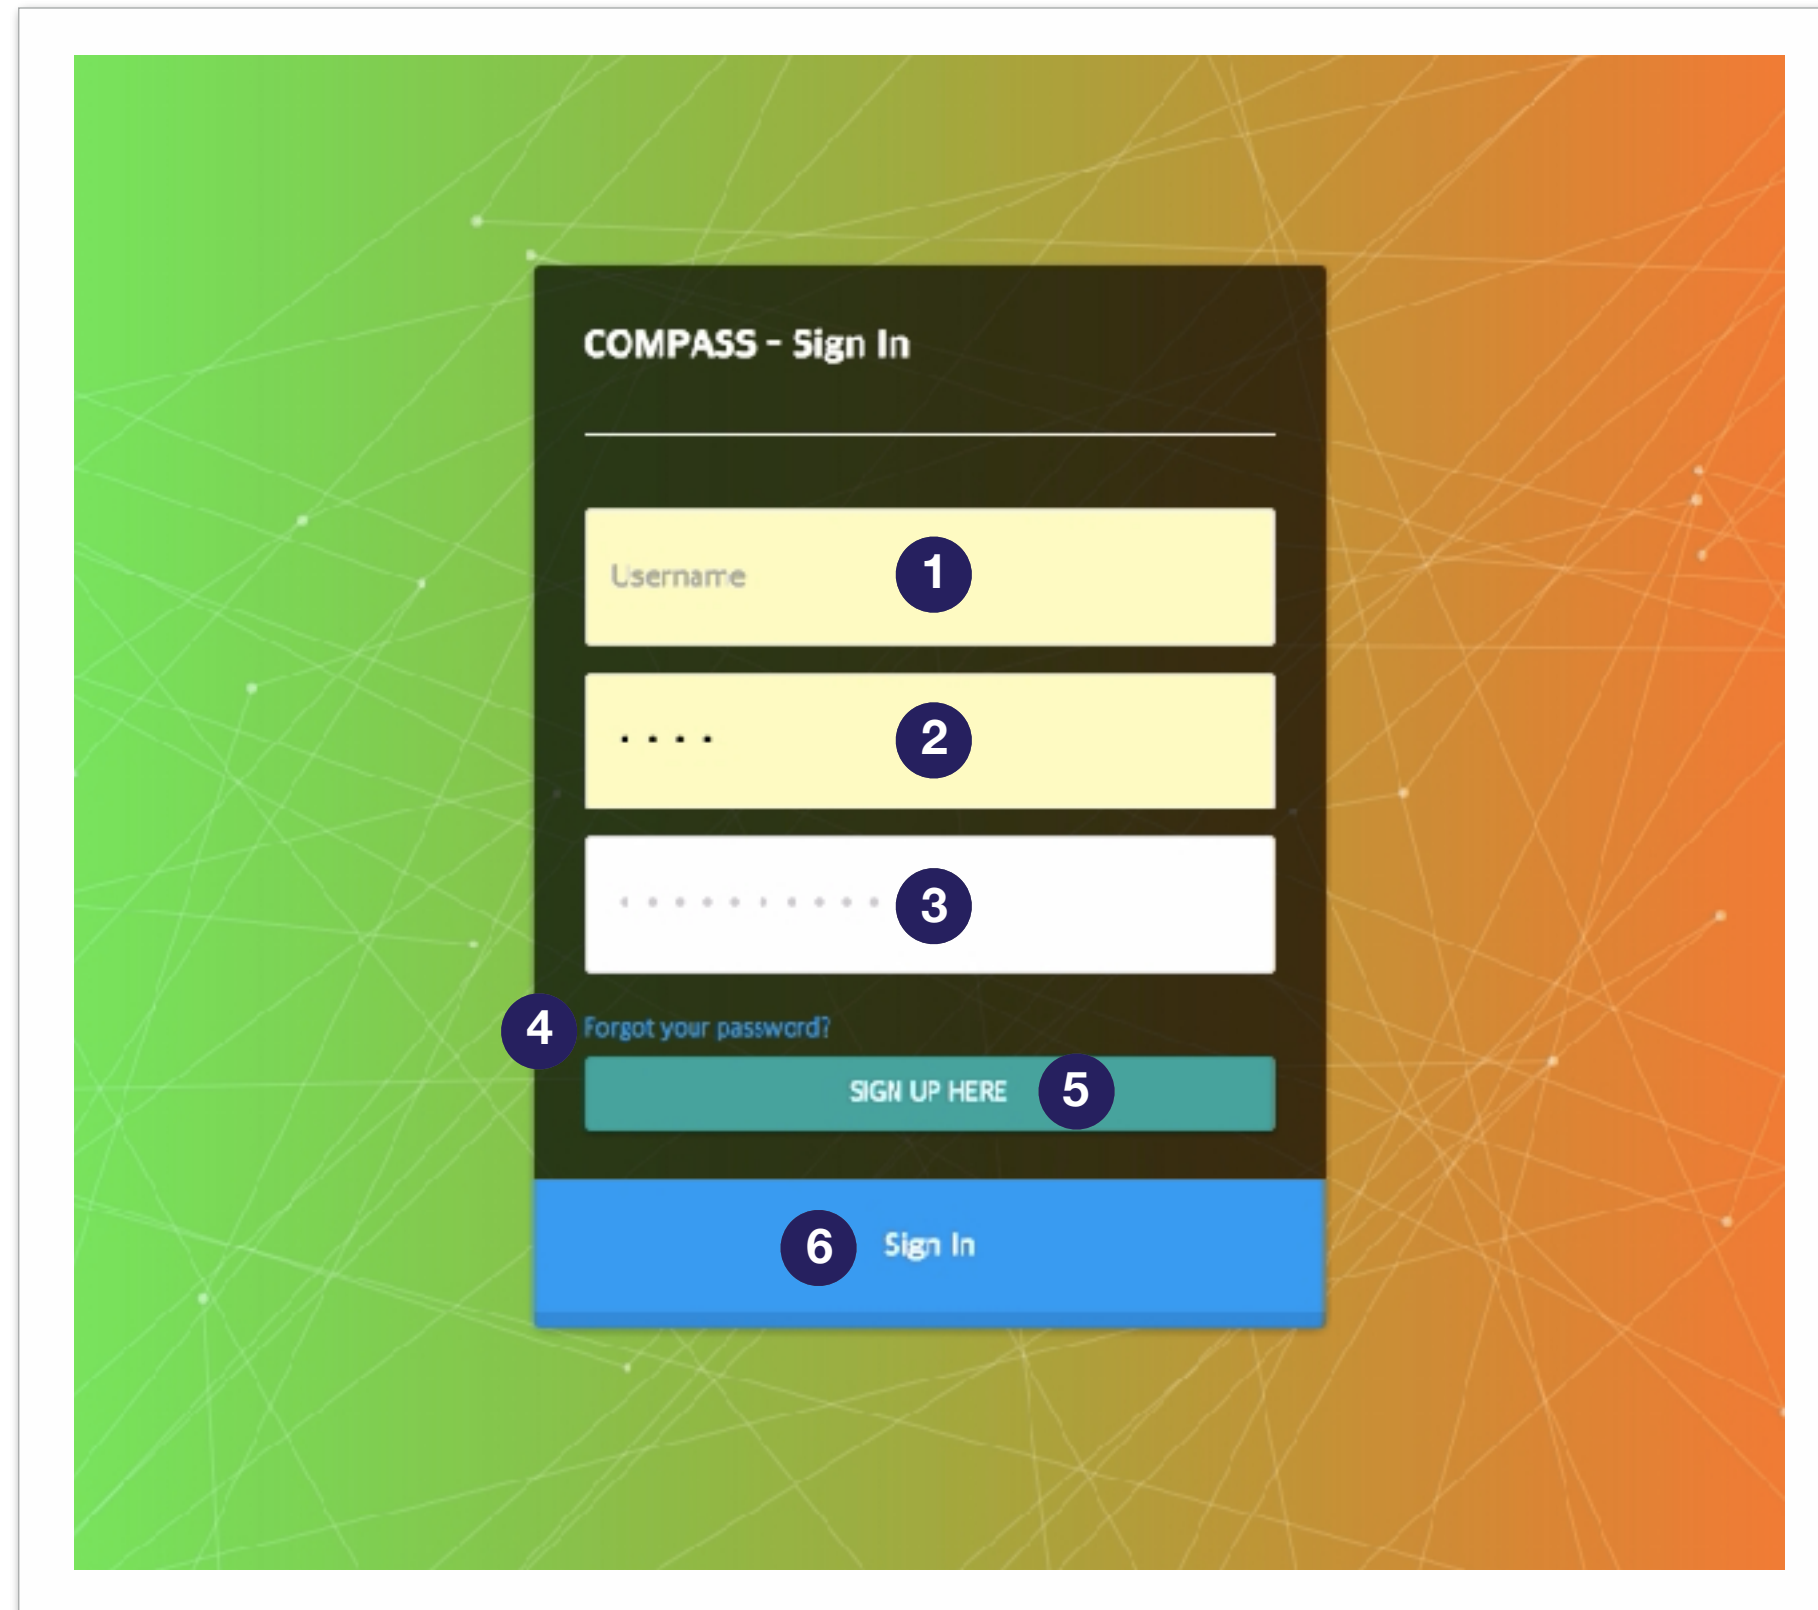 COMPASS - Sign In
Username 1
2
3
4 Forgot your password?
SIGN UP HERE 5
6 Sign In